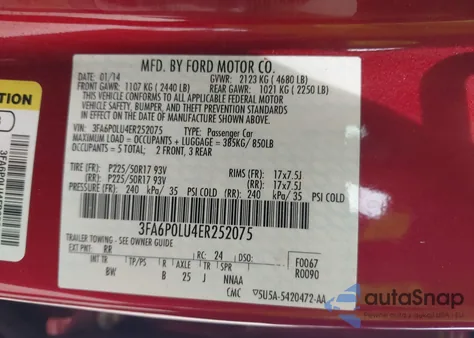 MFD. BY FORD MOTOR CO.
DATE: 01/14 GVWR: 2123 KG ( 4680 LB)
FRONT GAWR: 1107 KG ( 2440 LB) REAR GAWR: 1021 KG ( 2250 LB)
THIS VEHICLE CONFORMS TO ALL APPLICABLE FEDERAL MOTOR
VEHICLE SAFETY, BUMPER, AND THEFT PREVENTION STANDARDS
IN EFFECT ON THE DATE OF MANUFACTURE SHOWN ABOVE.
VIN: 3FA6P0LU4ER252075
TYPE: Passenger Car
MAXIMUM LOAD = OCCUPANTS + LUGGAGE = 385KG/ 850LB
OCCUPANTS = 5 TOTAL; 2 FRONT, 3 REAR
TIRE (FR): P225/50R17 93V RIMS (FR): 17x7.5J
(RR): P225/50R17 93V (RR): 17x7.5J
PRESSURE (FR): 240 kPa/ 35 PSI COLD (RR): 240 kPa/ 35 PSI COLD
3FA6P0LU4ER252075
TRAILER TOWING - SEE OWNER GUIDE
EXT PNT: RR RC: 24 DSO: F0067
R0090
INT TR TP/PS R AXLE TR SPR
BW B 25 J NNAA
CMC
5U5A-5420472-AA
UTION
autoSnap